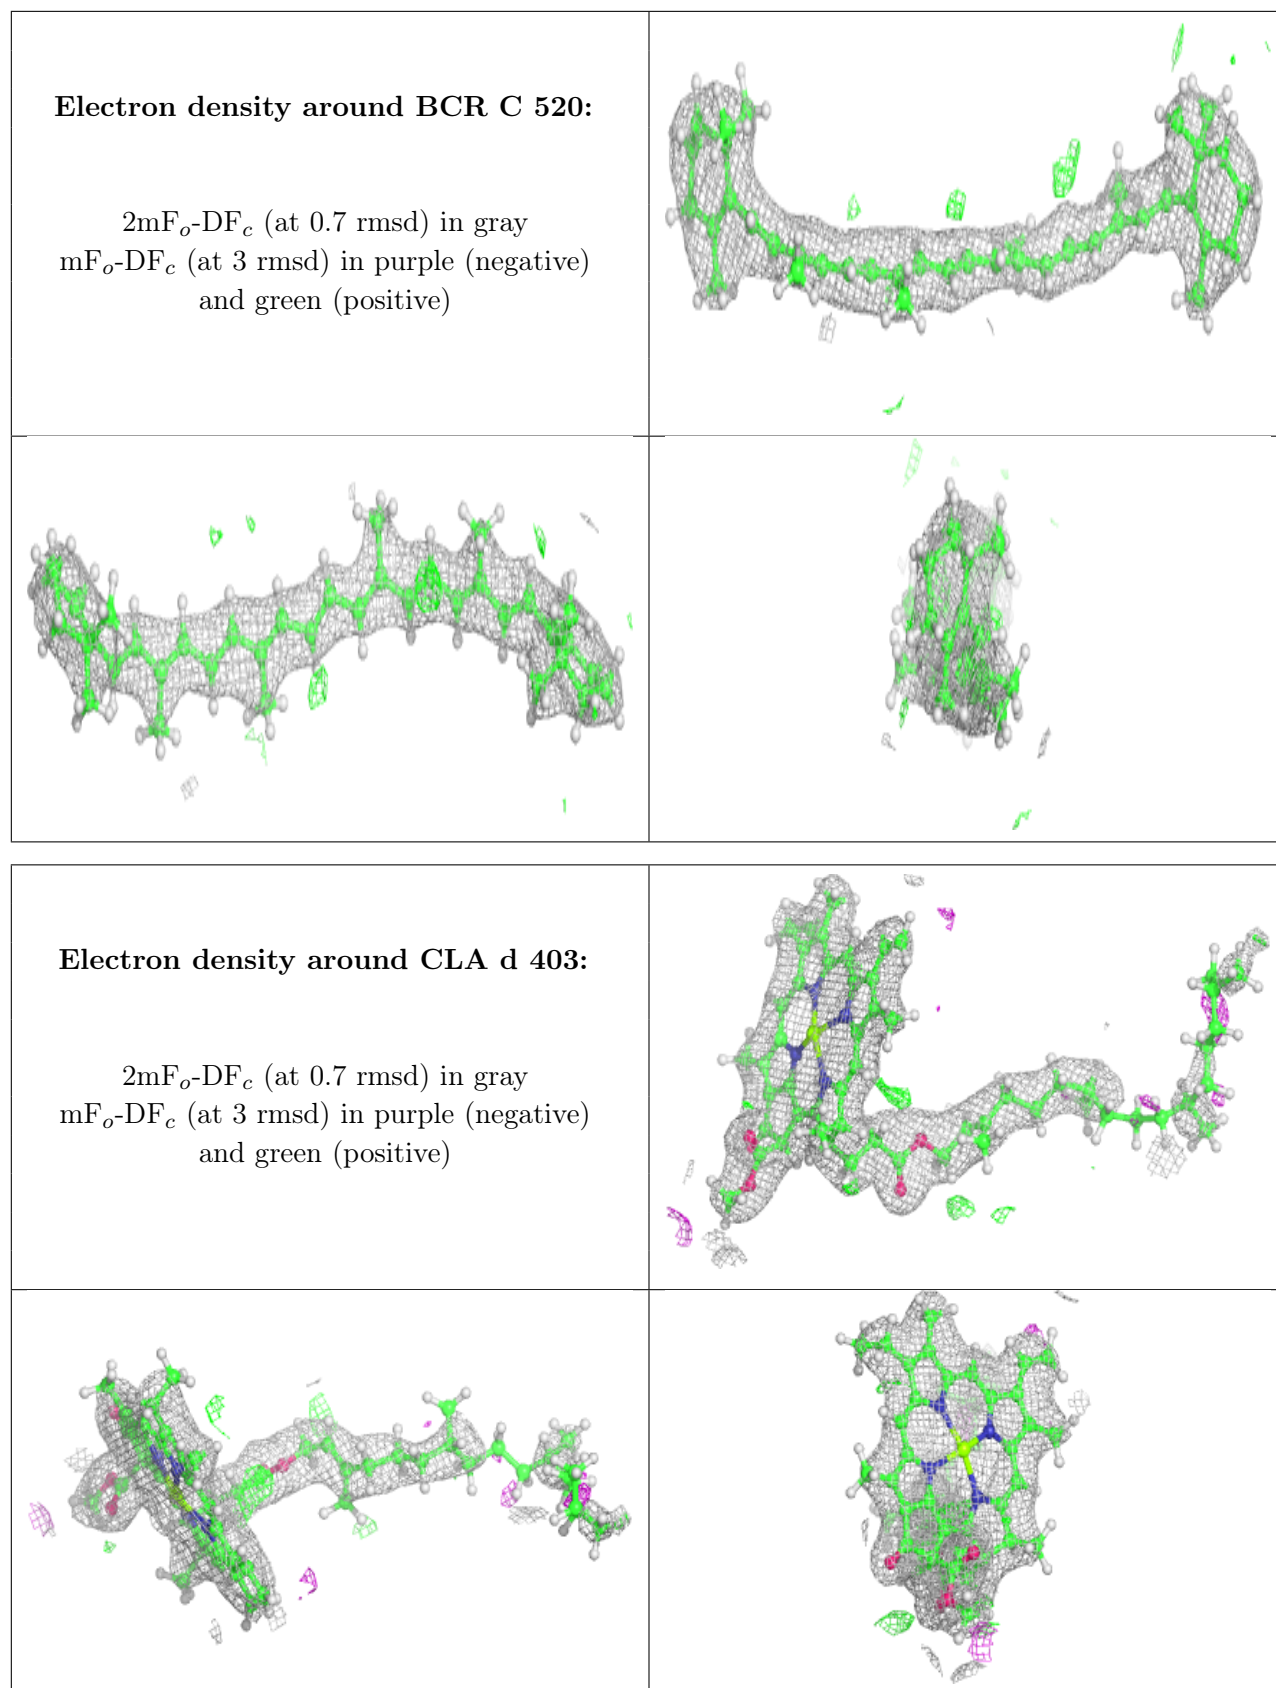 Electron density around BCR C 520:
2mFₒ-DF𝒸 (at 0.7 rmsd) in gray
mFₒ-DF𝒸 (at 3 rmsd) in purple (negative)
and green (positive)
Electron density around CLA d 403:
2mFₒ-DF𝒸 (at 0.7 rmsd) in gray
mFₒ-DF𝒸 (at 3 rmsd) in purple (negative)
and green (positive)